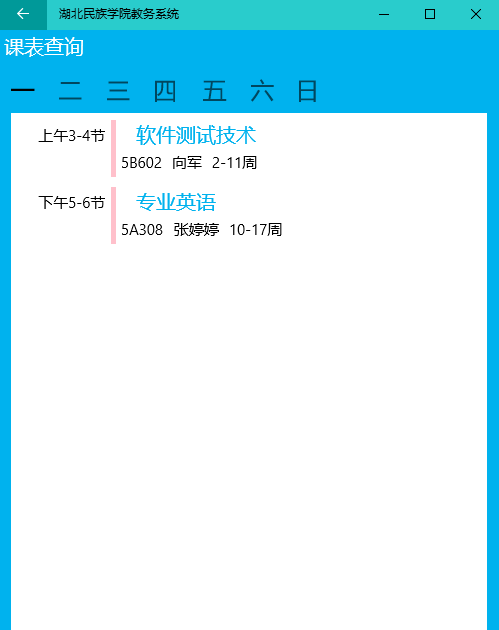 湖北民族学院教务系统
课表查询
一 二 三 四 五 六 日
上午3-4节 软件测试技术
5B602 向军 2-11周
下午5-6节 专业英语
5A308 张婷婷 10-17周